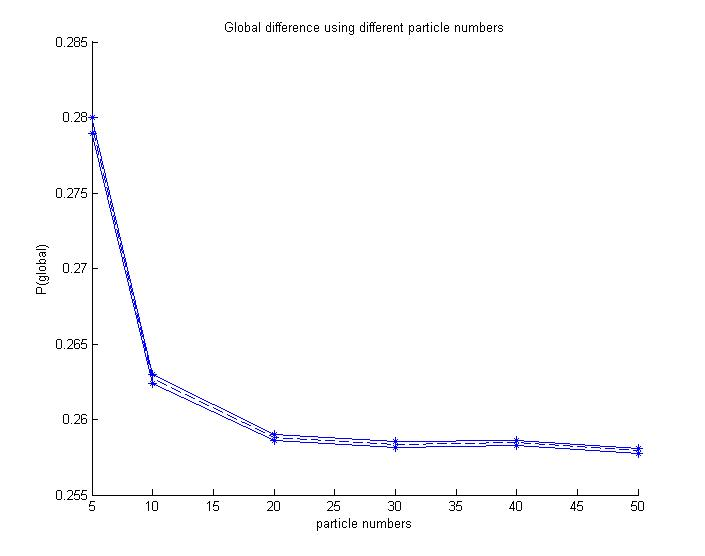 Global difference using different particle numbers
0.285
0.28
0.275
0.27
0.265
0.26
0.255
P(global)
5 10 15 20 25 30 35 40 45 50
particle numbers